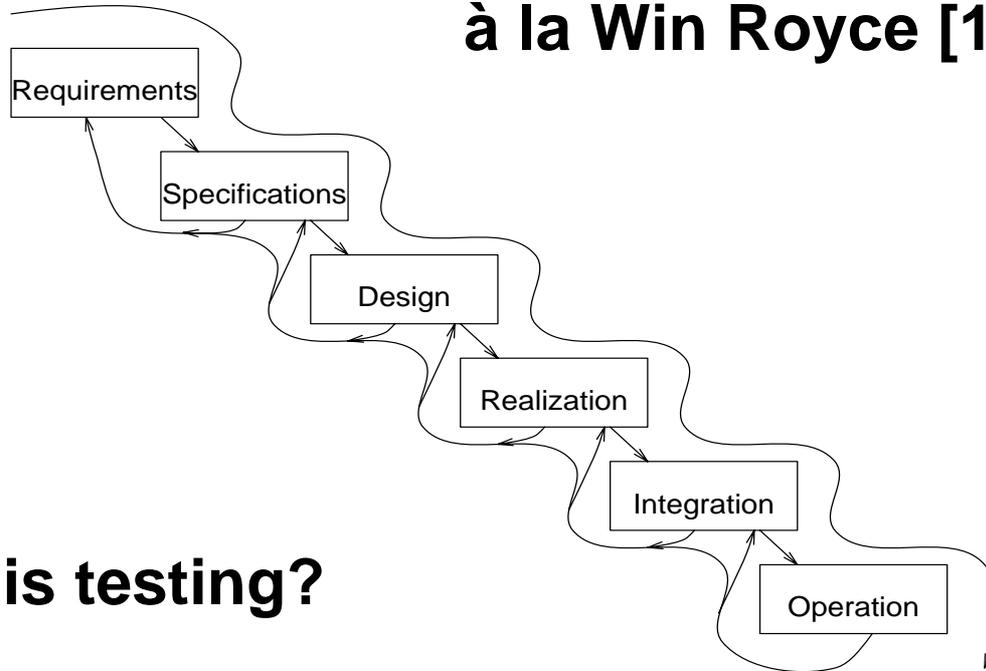 à la Win Royce [1
Requirements
Specifications
Design
Realization
Integration
is testing?
Operation